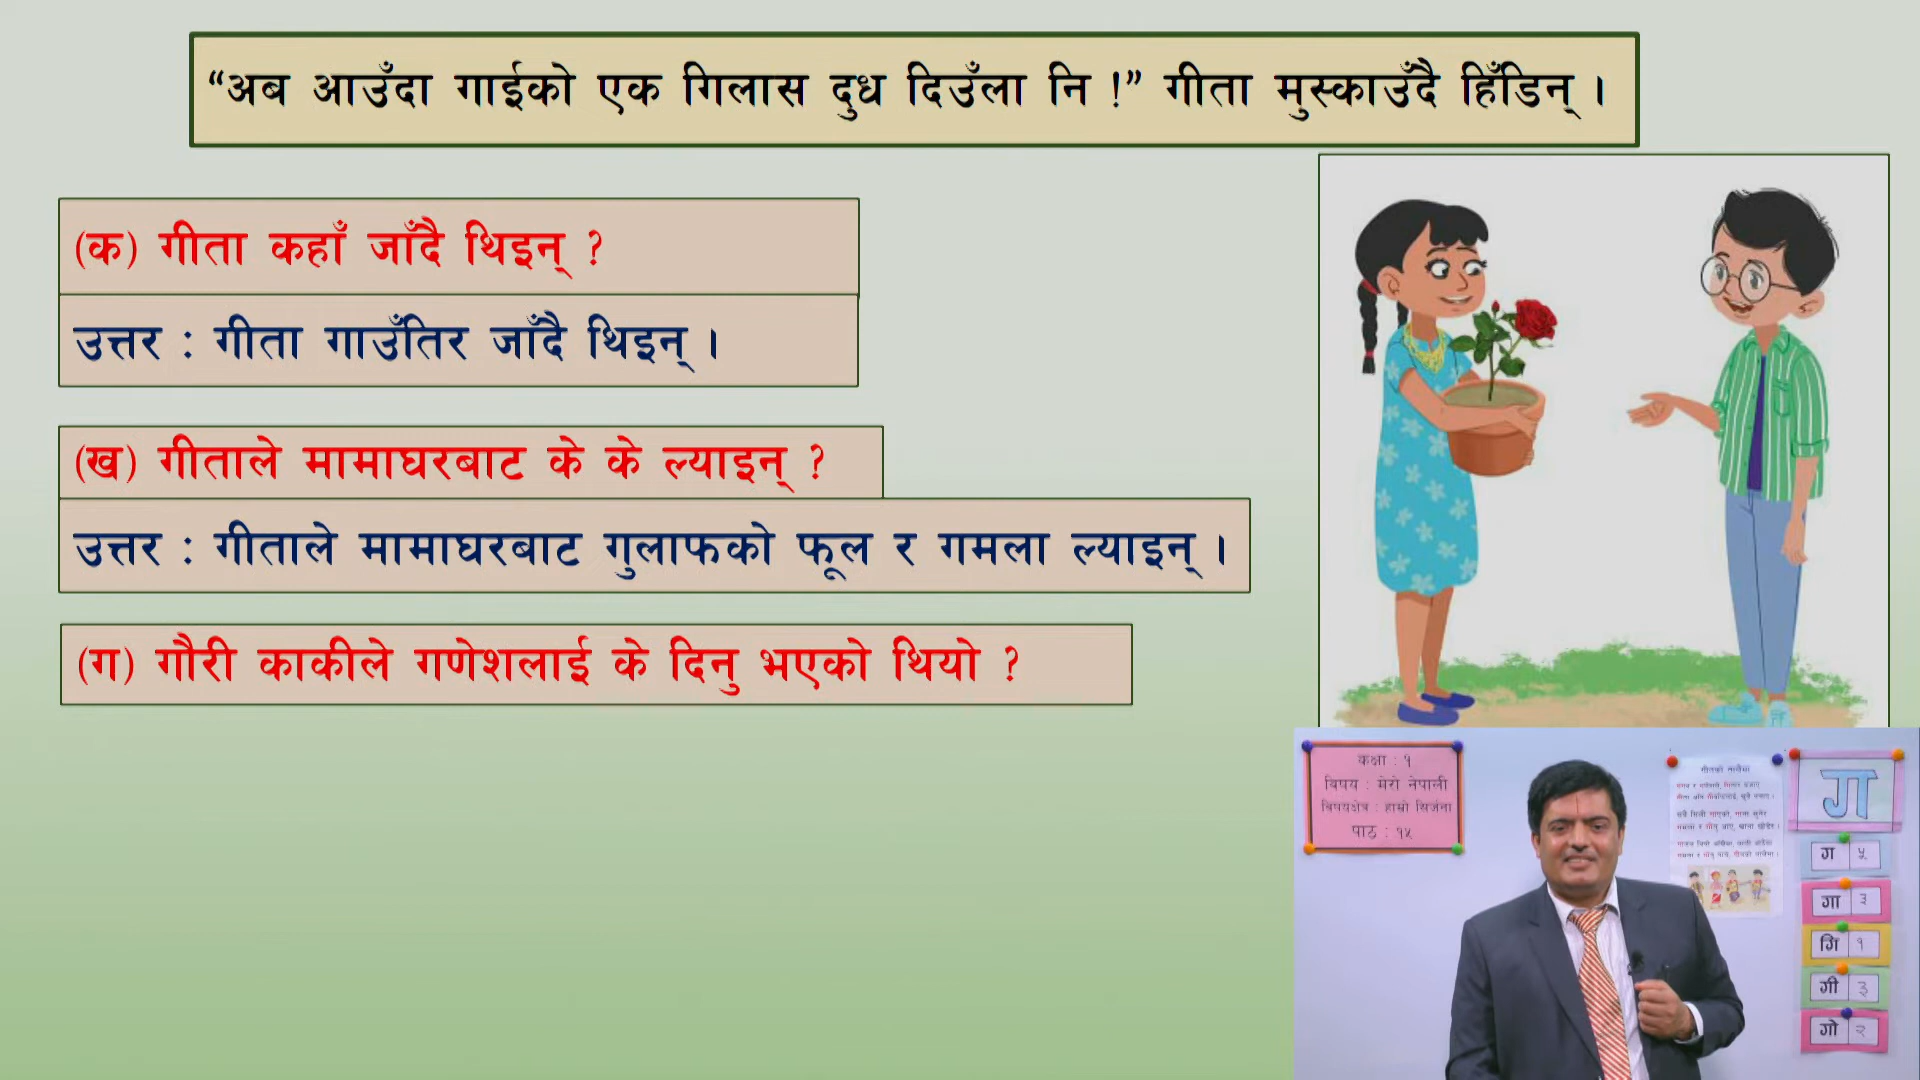 “अब आउँदा गाईको एक गिलास दुध दिउँला नि !” गीता मुस्काउँदै हिँडिन् ।
(क) गीता कहाँ जाँदै थिइन् ?
उत्तर : गीता गाउँतिर जाँदै थिइन् ।
(ख) गीताले मामाघरबाट के के ल्याइन् ?
उत्तर : गीताले मामाघरबाट गुलाफको फूल र गमला ल्याइन् ।
(ग) गौरी काकीले गणेशलाई के दिनु भएको थियो ?
कक्षा : १
विषय : मेरो नेपाली
विषयक्षेत्र : हाम्रो सिर्जना
पाठ : १५
ग
ग ५
गा ३
गि १
गी ३
गो २